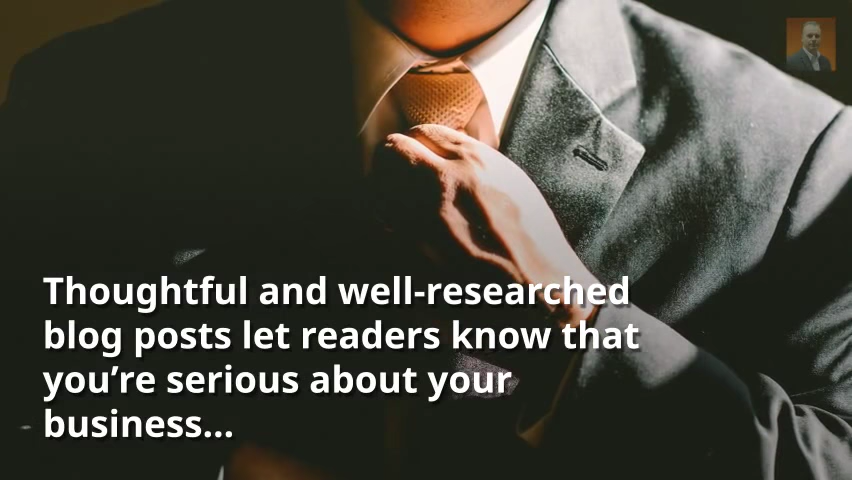 Thoughtful and well-researched
blog posts let readers know that
you’re serious about your
business...